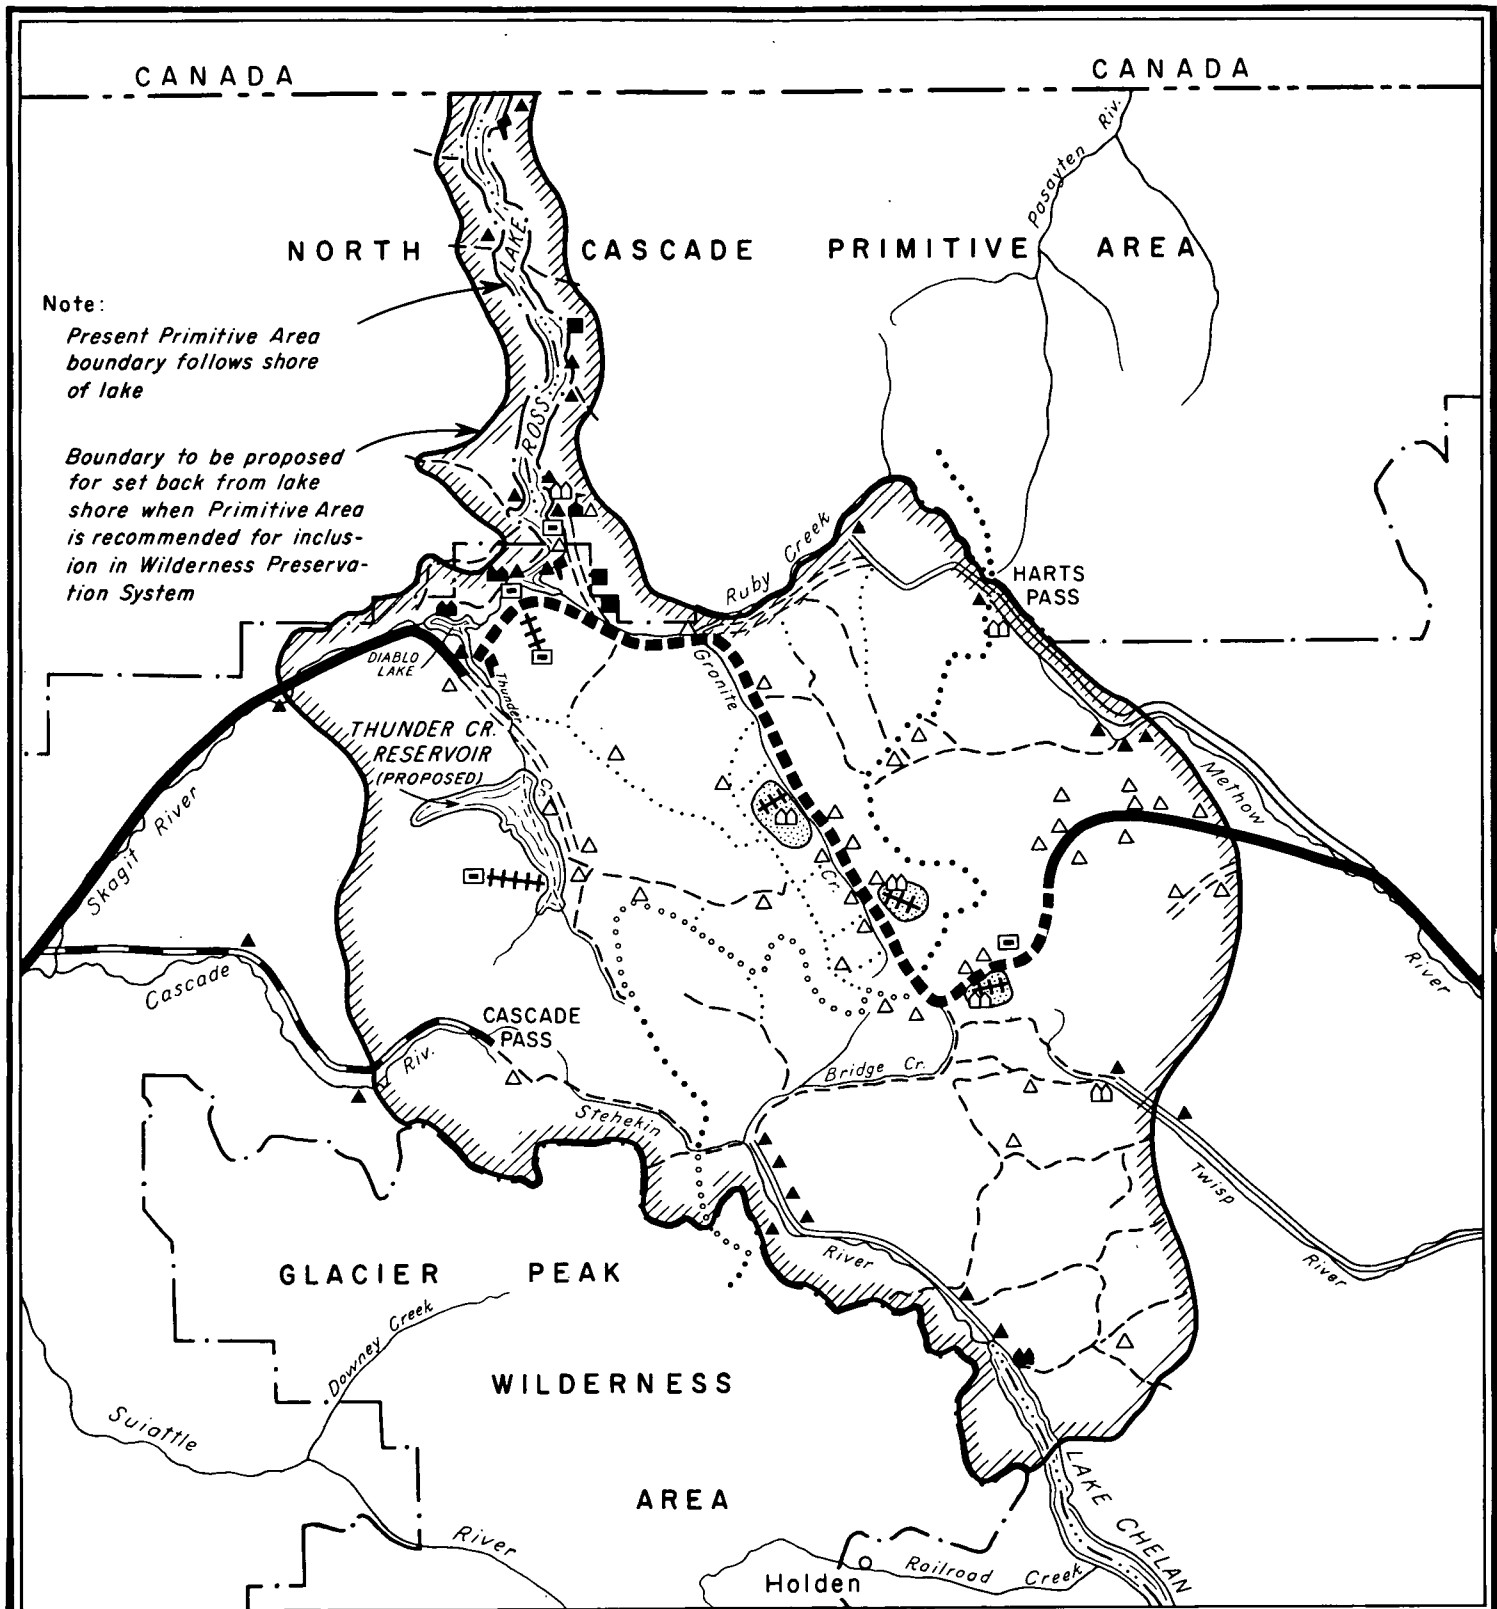 CANADA
CANADA
NORTH CASCADE PRIMITIVE AREA
Pasayten Riv.
LAKE
ROSS
Note:
Present Primitive Area
boundary follows shore
of lake
Boundary to be proposed
for set back from lake
shore when Primitive Area
is recommended for inclus-
ion in Wilderness Preserva-
tion System
Ruby Creek
HARTS
PASS
DIABLO
LAKE
Thunder
Granite
Cr.
THUNDER CR.
RESERVOIR
(PROPOSED)
Skagit River
Methow
River
Cascade
Riv.
CASCADE
PASS
Bridge Cr.
Stehekin
River
Twisp
River
GLACIER PEAK
Downey Creek
WILDERNESS
Suiattle
River
AREA
LAKE CHELAN
Railroad Creek
Holden